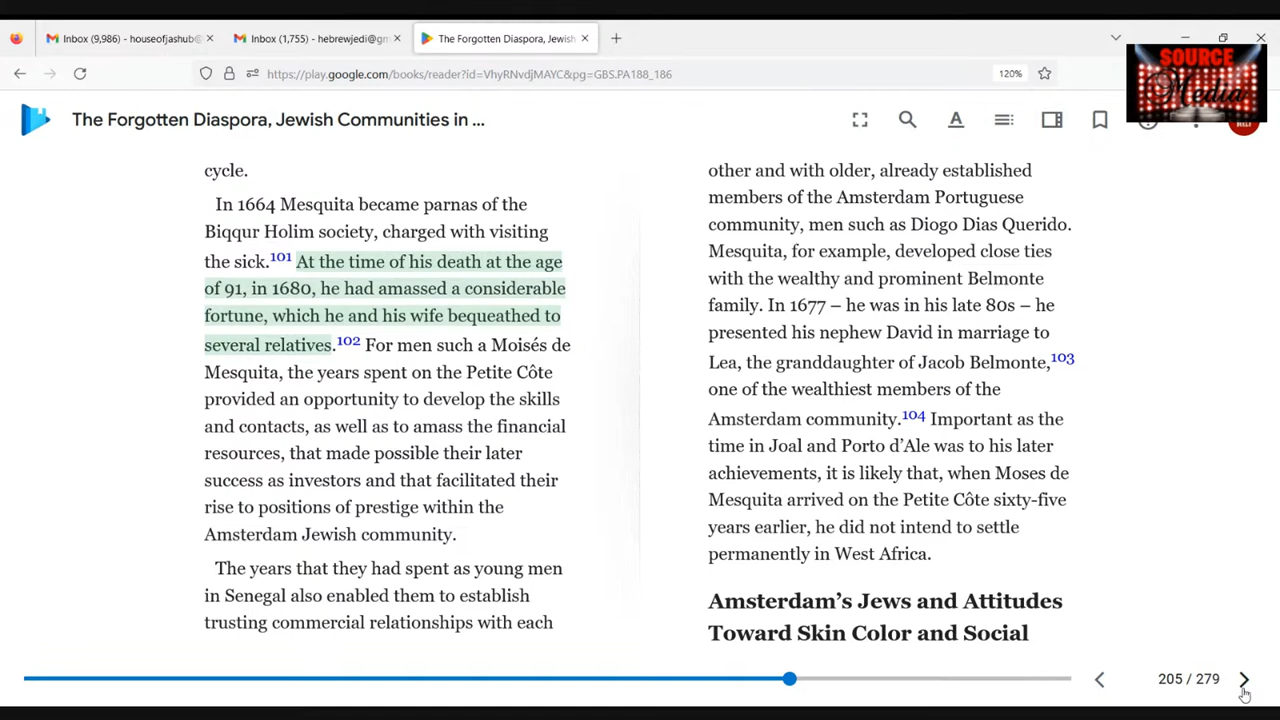 Inbox (9,986) - houseofjashub@
Inbox (1,755) - hebrewjedi@gm
The Forgotten Diaspora, Jewish
https://play.google.com/books/reader?id=VhyRNvdjMAYC&pg=GBS.PA188_186
120%
SOURCE
Media
The Forgotten Diaspora, Jewish Communities in ...
cycle.
In 1664 Mesquita became parnas of the
Biqqur Holim society, charged with visiting
the sick.101 At the time of his death at the age
of 91, in 1680, he had amassed a considerable
fortune, which he and his wife bequeathed to
several relatives.102 For men such a Moisés de
Mesquita, the years spent on the Petite Côte
provided an opportunity to develop the skills
and contacts, as well as to amass the financial
resources, that made possible their later
success as investors and that facilitated their
rise to positions of prestige within the
Amsterdam Jewish community.
The years that they had spent as young men
in Senegal also enabled them to establish
trusting commercial relationships with each
other and with older, already established
members of the Amsterdam Portuguese
community, men such as Diogo Dias Querido.
Mesquita, for example, developed close ties
with the wealthy and prominent Belmonte
family. In 1677 – he was in his late 80s – he
presented his nephew David in marriage to
Lea, the granddaughter of Jacob Belmonte,103
one of the wealthiest members of the
Amsterdam community.104 Important as the
time in Joal and Porto d'Ale was to his later
achievements, it is likely that, when Moses de
Mesquita arrived on the Petite Côte sixty-five
years earlier, he did not intend to settle
permanently in West Africa.
Amsterdam's Jews and Attitudes
Toward Skin Color and Social
205 / 279